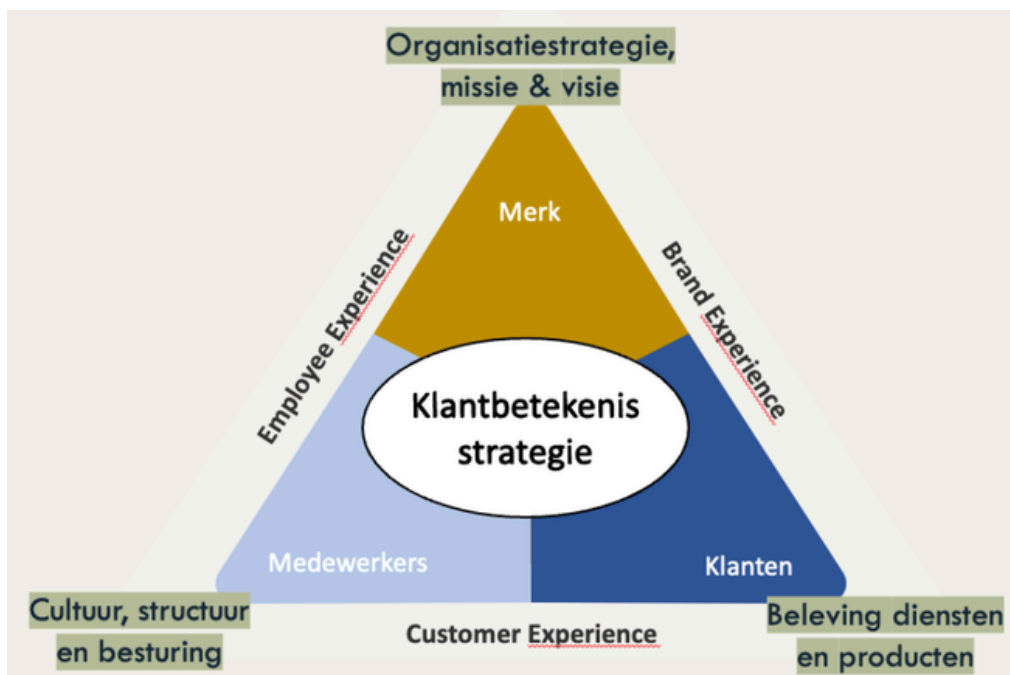 Organisatiestrategie,
missie & visie
Merk
Employee Experience
Brand Experience
Klantbetekenis
strategie
Medewerkers
Klanten
Cultuur, structuur
en besturing
Customer Experience
Beleving diensten
en producten